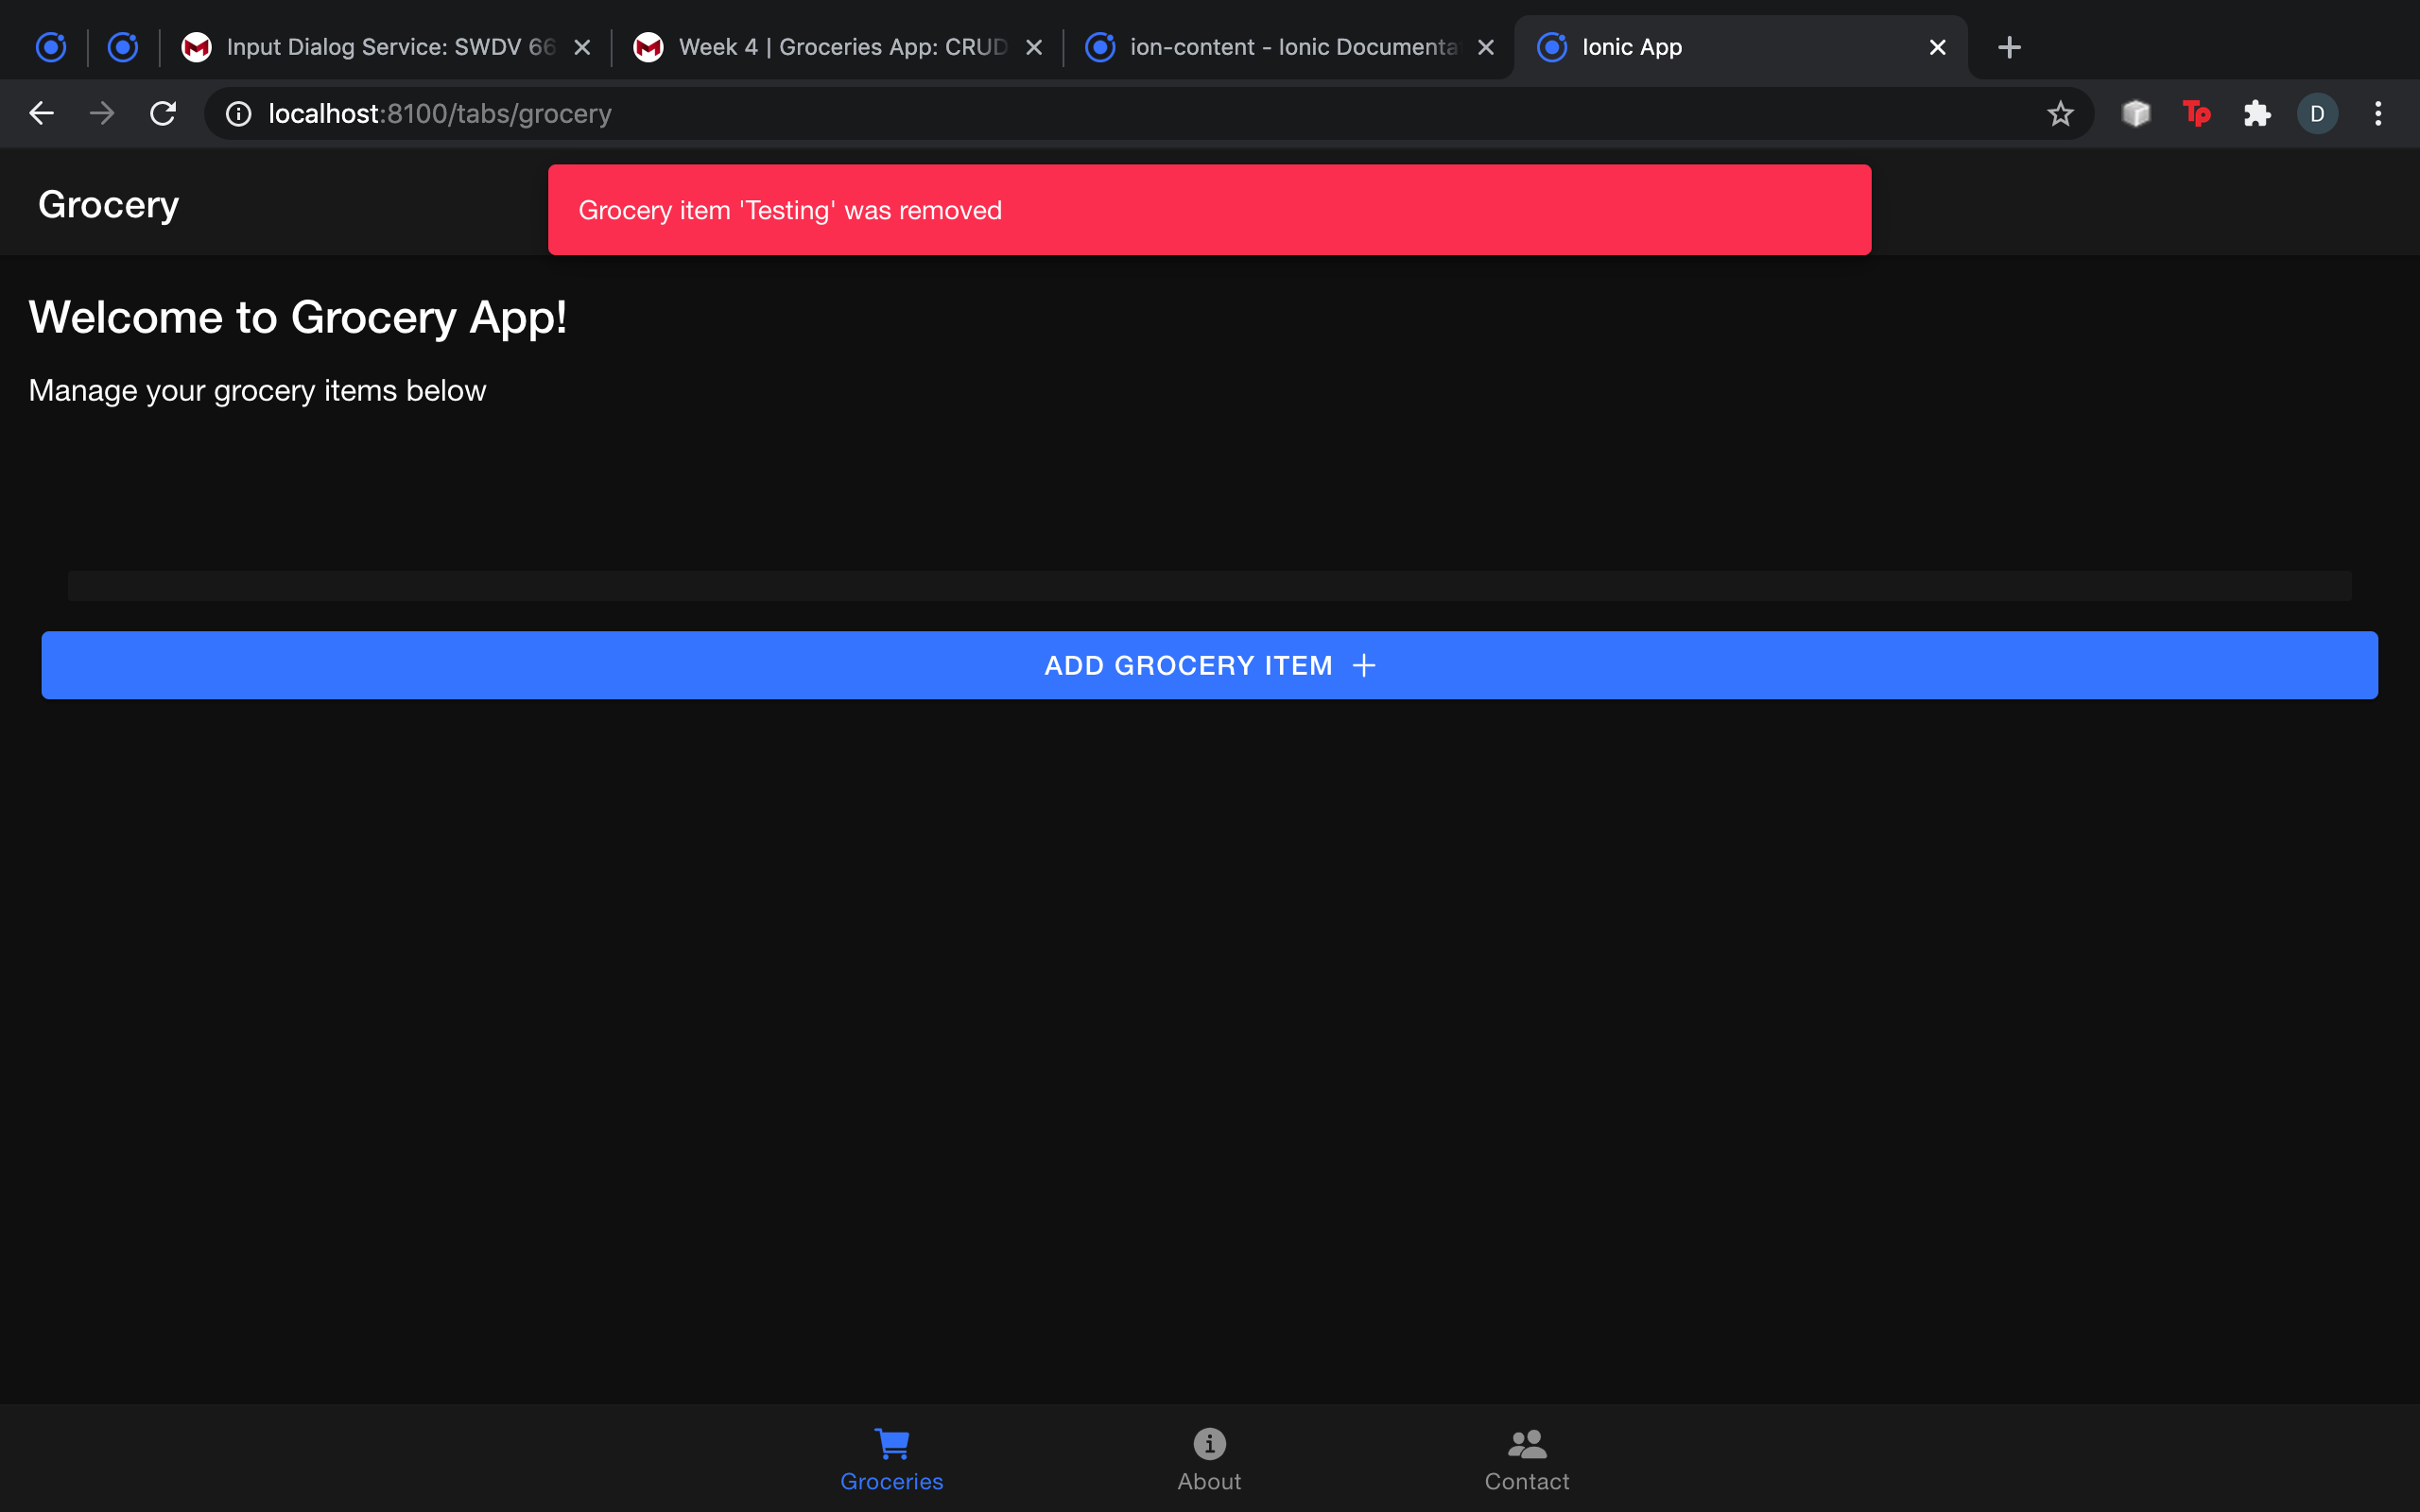 Input Dialog Service: SWDV 66
Week 4 | Groceries App: CRUD
ion-content - Ionic Documenta
Ionic App
localhost:8100/tabs/grocery
Tp
D
Grocery
Grocery item 'Testing' was removed
Welcome to Grocery App!
Manage your grocery items below
ADD GROCERY ITEM
Groceries
About
Contact